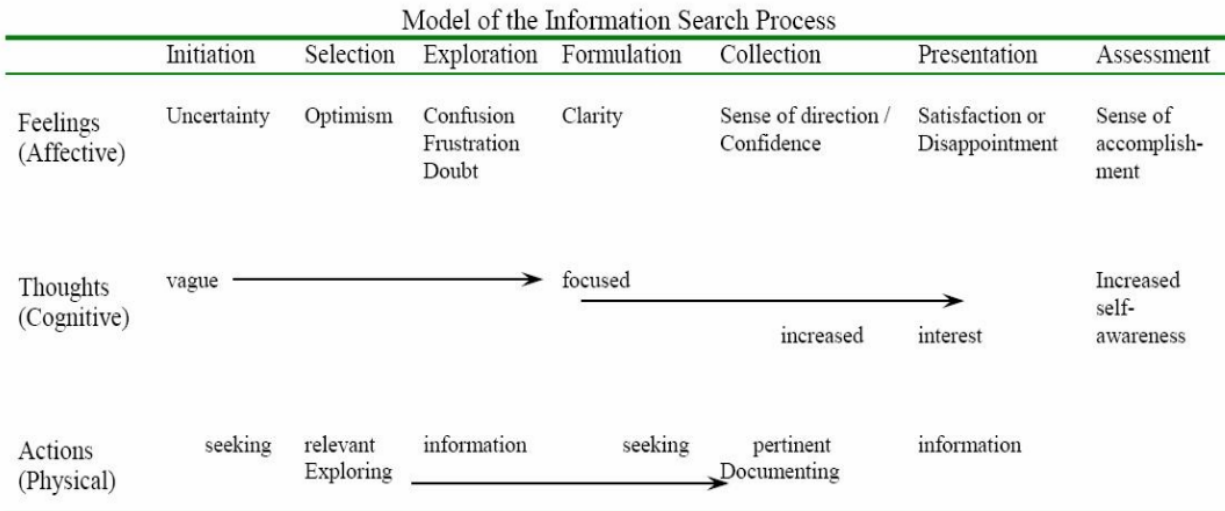 Model of the Information Search Process
Initiation Selection Exploration Formulation Collection Presentation Assessment
Feelings (Affective) Uncertainty Optimism Confusion Frustration Doubt Clarity Sense of direction / Confidence Satisfaction or Disappointment Sense of accomplish- ment
Thoughts (Cognitive) vague focused increased interest Increased self- awareness
Actions (Physical) seeking relevant information seeking pertinent information
Exploring Documenting